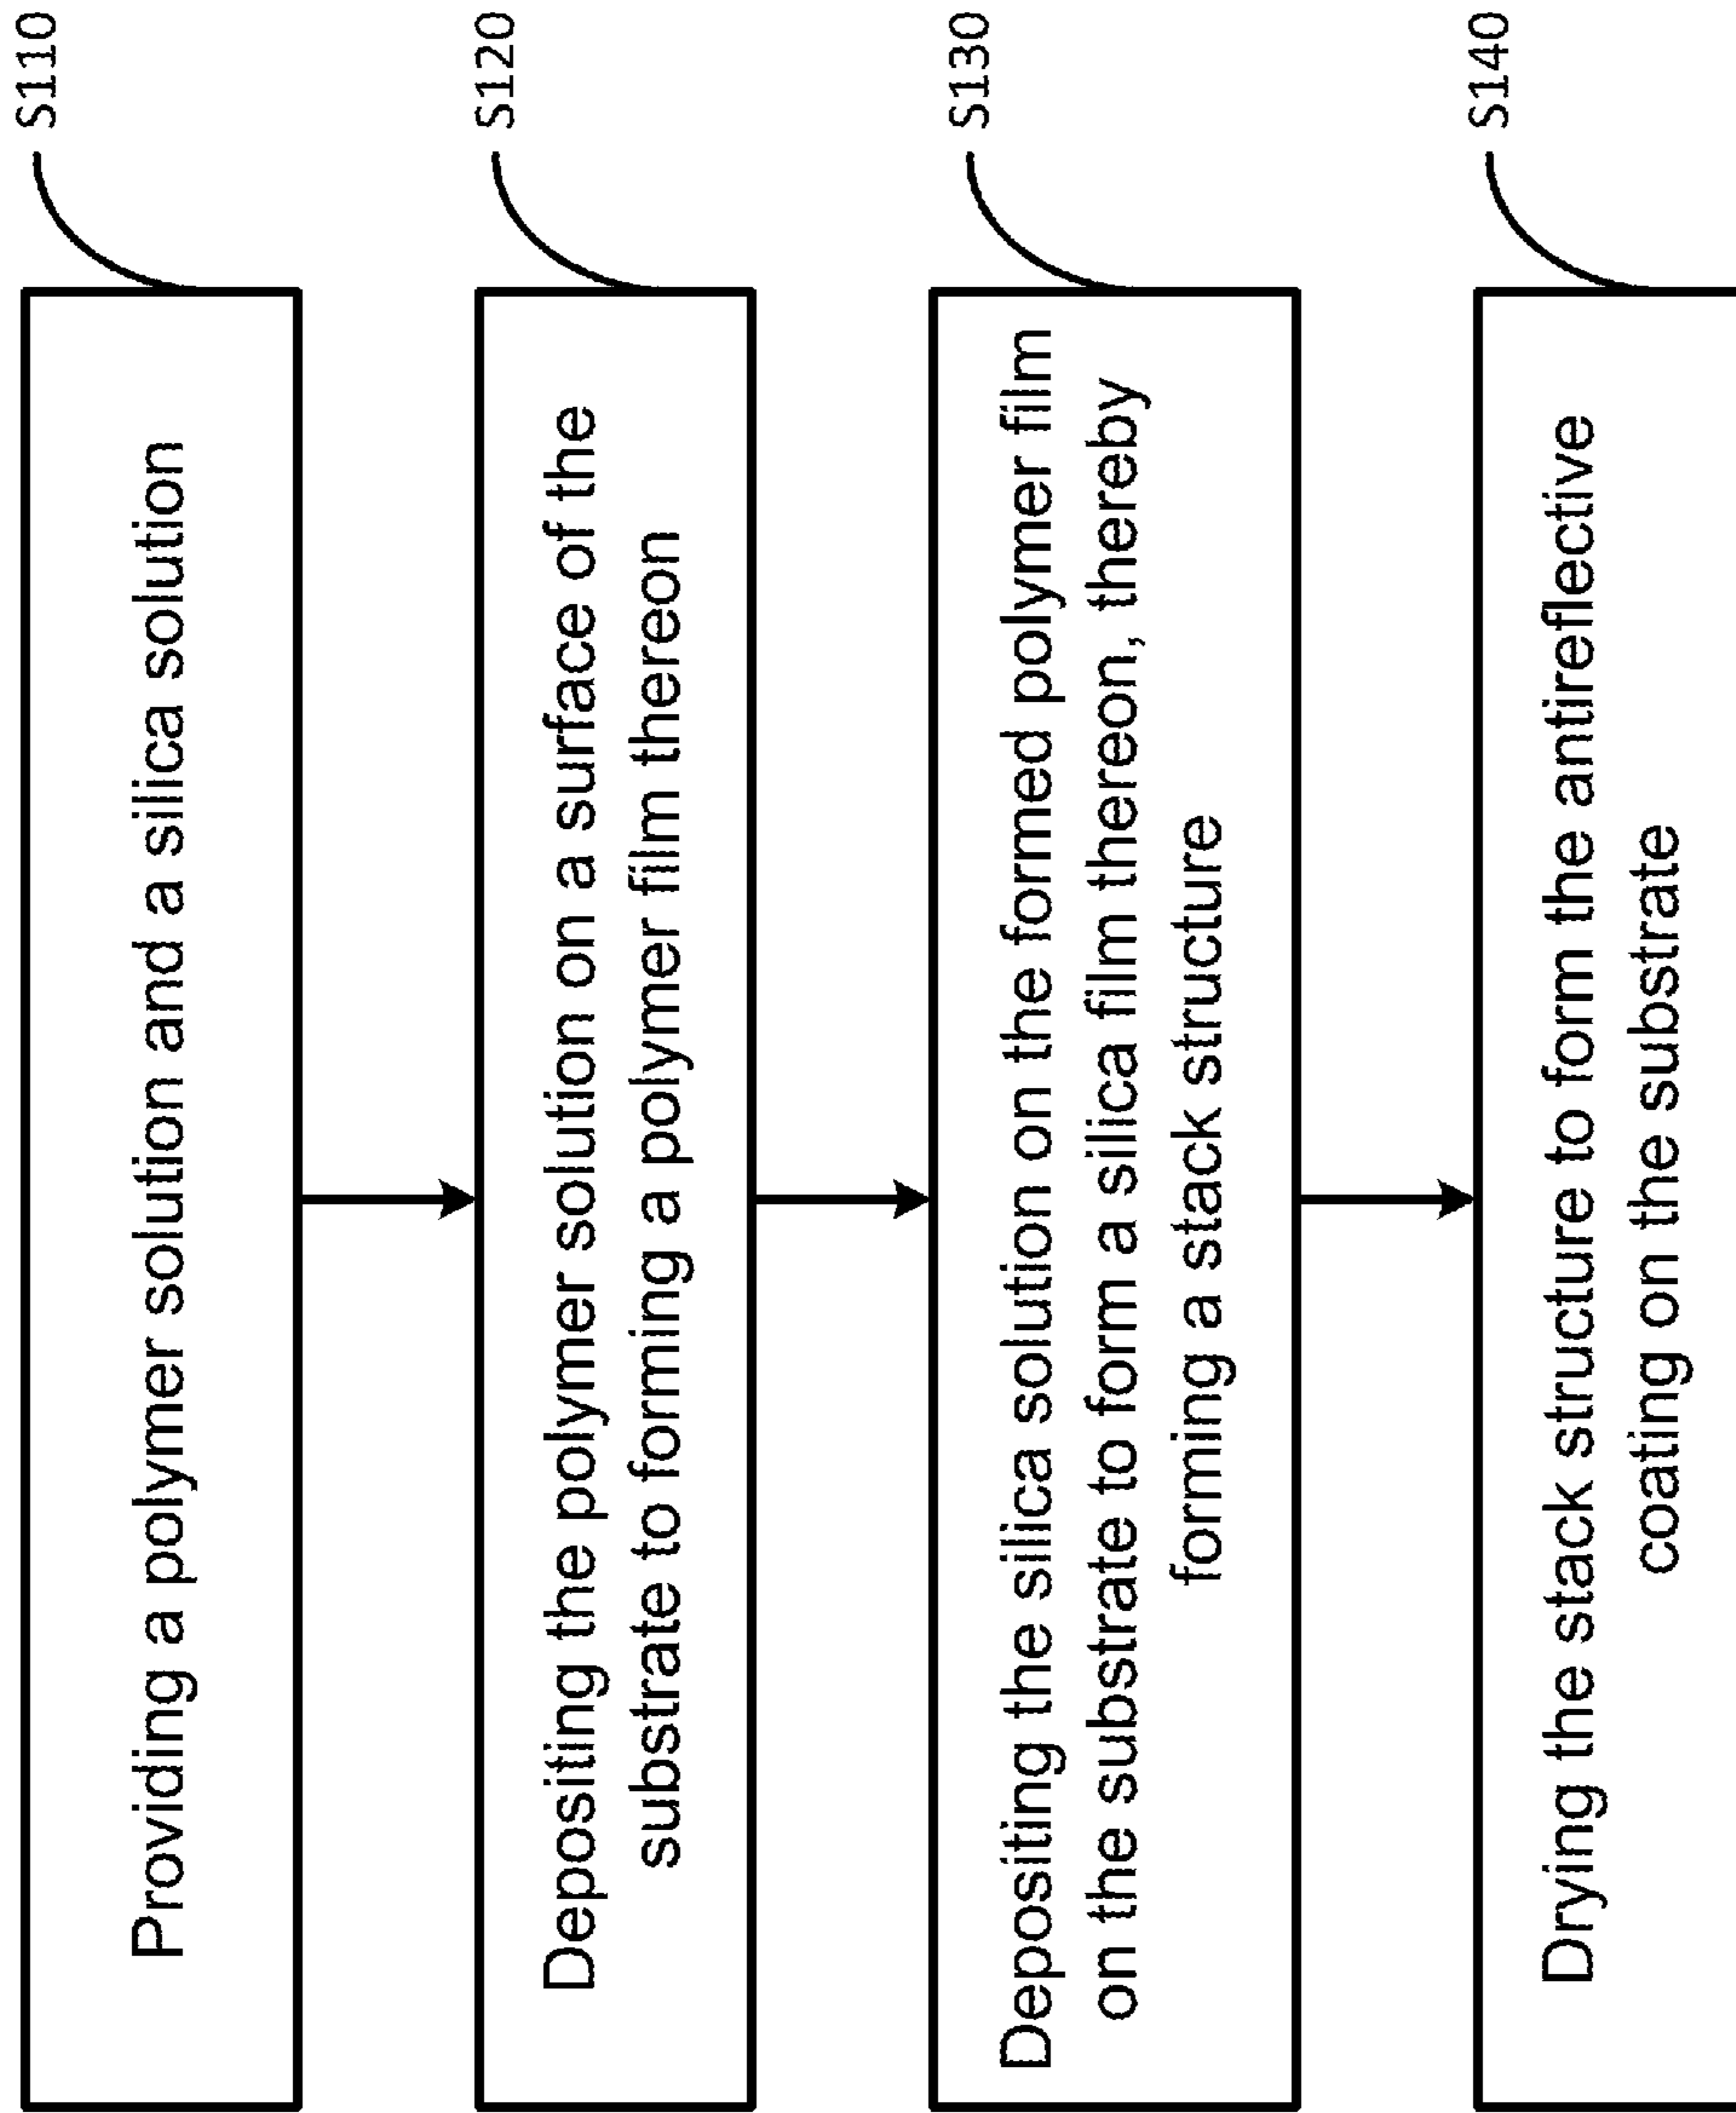 Providing a polymer solution and a silica solution
S110
Depositing the polymer solution on a surface of the
substrate to forming a polymer film thereon
S120
Depositing the silica solution on the formed polymer film
on the substrate to form a silica film thereon, thereby
forming a stack structure
S130
Drying the stack structure to form the antireflective
coating on the substrate
S140